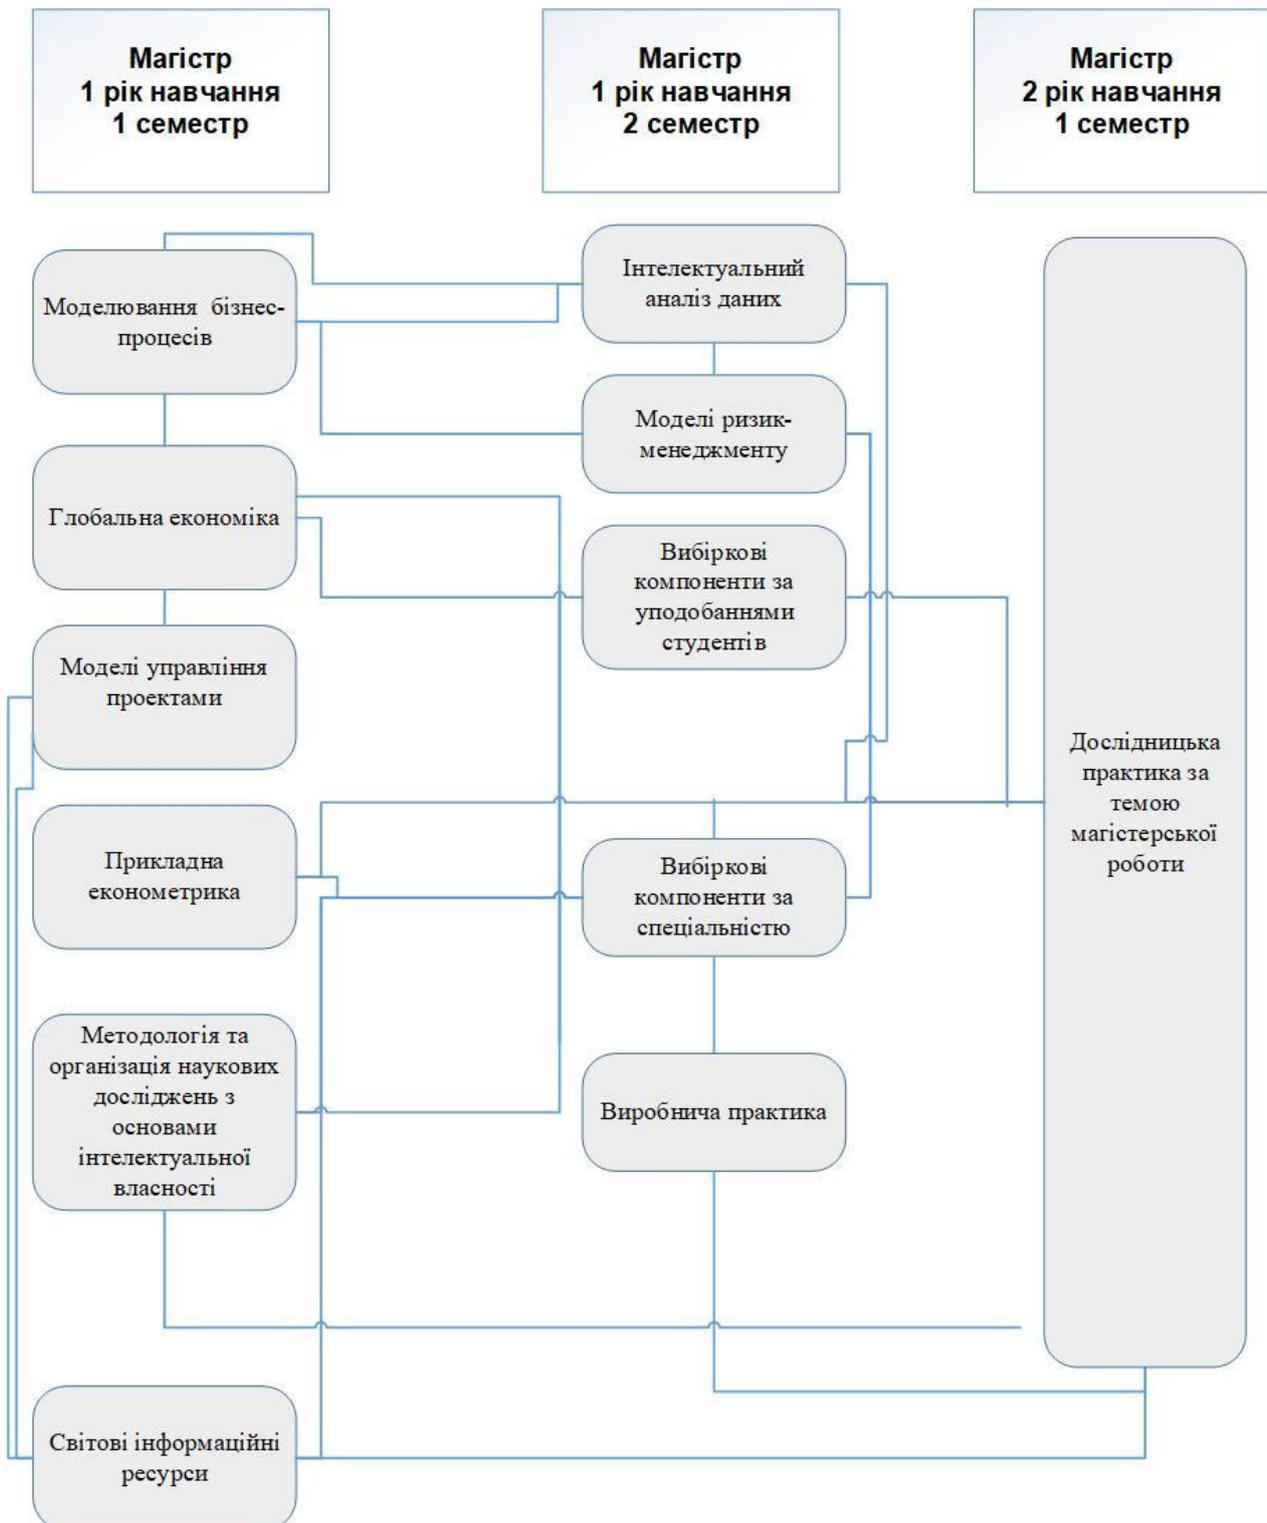 Магістр
1 рік навчання
1 семестр
Магістр
1 рік навчання
2 семестр
Магістр
2 рік навчання
1 семестр
Моделювання бізнес-
процесів
Глобальна економіка
Моделі управління
проектами
Прикладна
економетрика
Методологія та
організація наукових
досліджень з
основами
інтелектуальної
власності
Світові інформаційні
ресурси
Інтелектуальний
аналіз даних
Моделі ризик-
менеджменту
Вибіркові
компоненти за
уподобаннями
студентів
Вибіркові
компоненти за
спеціальністю
Виробнича практика
Дослідницька
практика за
темою
магістерської
роботи